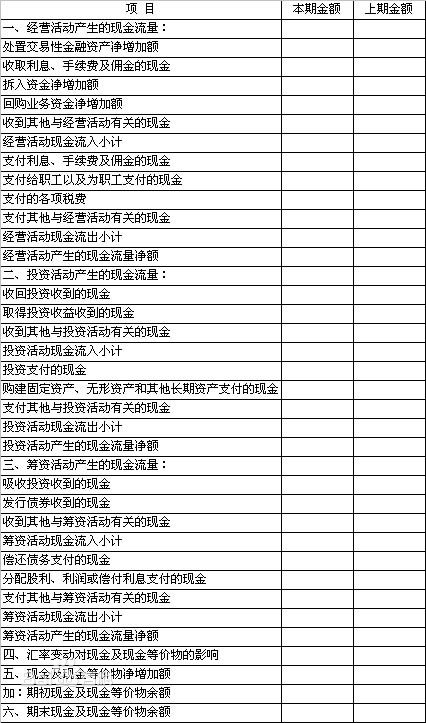 项 目 本期金额 上期金额
一、经营活动产生的现金流量：
处置交易性金融资产净增加额
收取利息、手续费及佣金的现金
拆入资金净增加额
回购业务资金净增加额
收到其他与经营活动有关的现金
经营活动现金流入小计
支付利息、手续费及佣金的现金
支付给职工以及为职工支付的现金
支付的各项税费
支付其他与经营活动有关的现金
经营活动现金流出小计
经营活动产生的现金流量净额
二、投资活动产生的现金流量：
收回投资收到的现金
取得投资收益收到的现金
收到其他与投资活动有关的现金
投资活动现金流入小计
投资支付的现金
购建固定资产、无形资产和其他长期资产支付的现金
支付其他与投资活动有关的现金
投资活动现金流出小计
投资活动产生的现金流量净额
三、筹资活动产生的现金流量：
吸收投资收到的现金
发行债券收到的现金
收到其他与筹资活动有关的现金
筹资活动现金流入小计
偿还债务支付的现金
分配股利、利润或偿付利息支付的现金
支付其他与筹资活动有关的现金
筹资活动现金流出小计
筹资活动产生的现金流量净额
四、汇率变动对现金及现金等价物的影响
五、现金及现金等价物净增加额
加：期初现金及现金等价物余额
六、期末现金及现金等价物余额